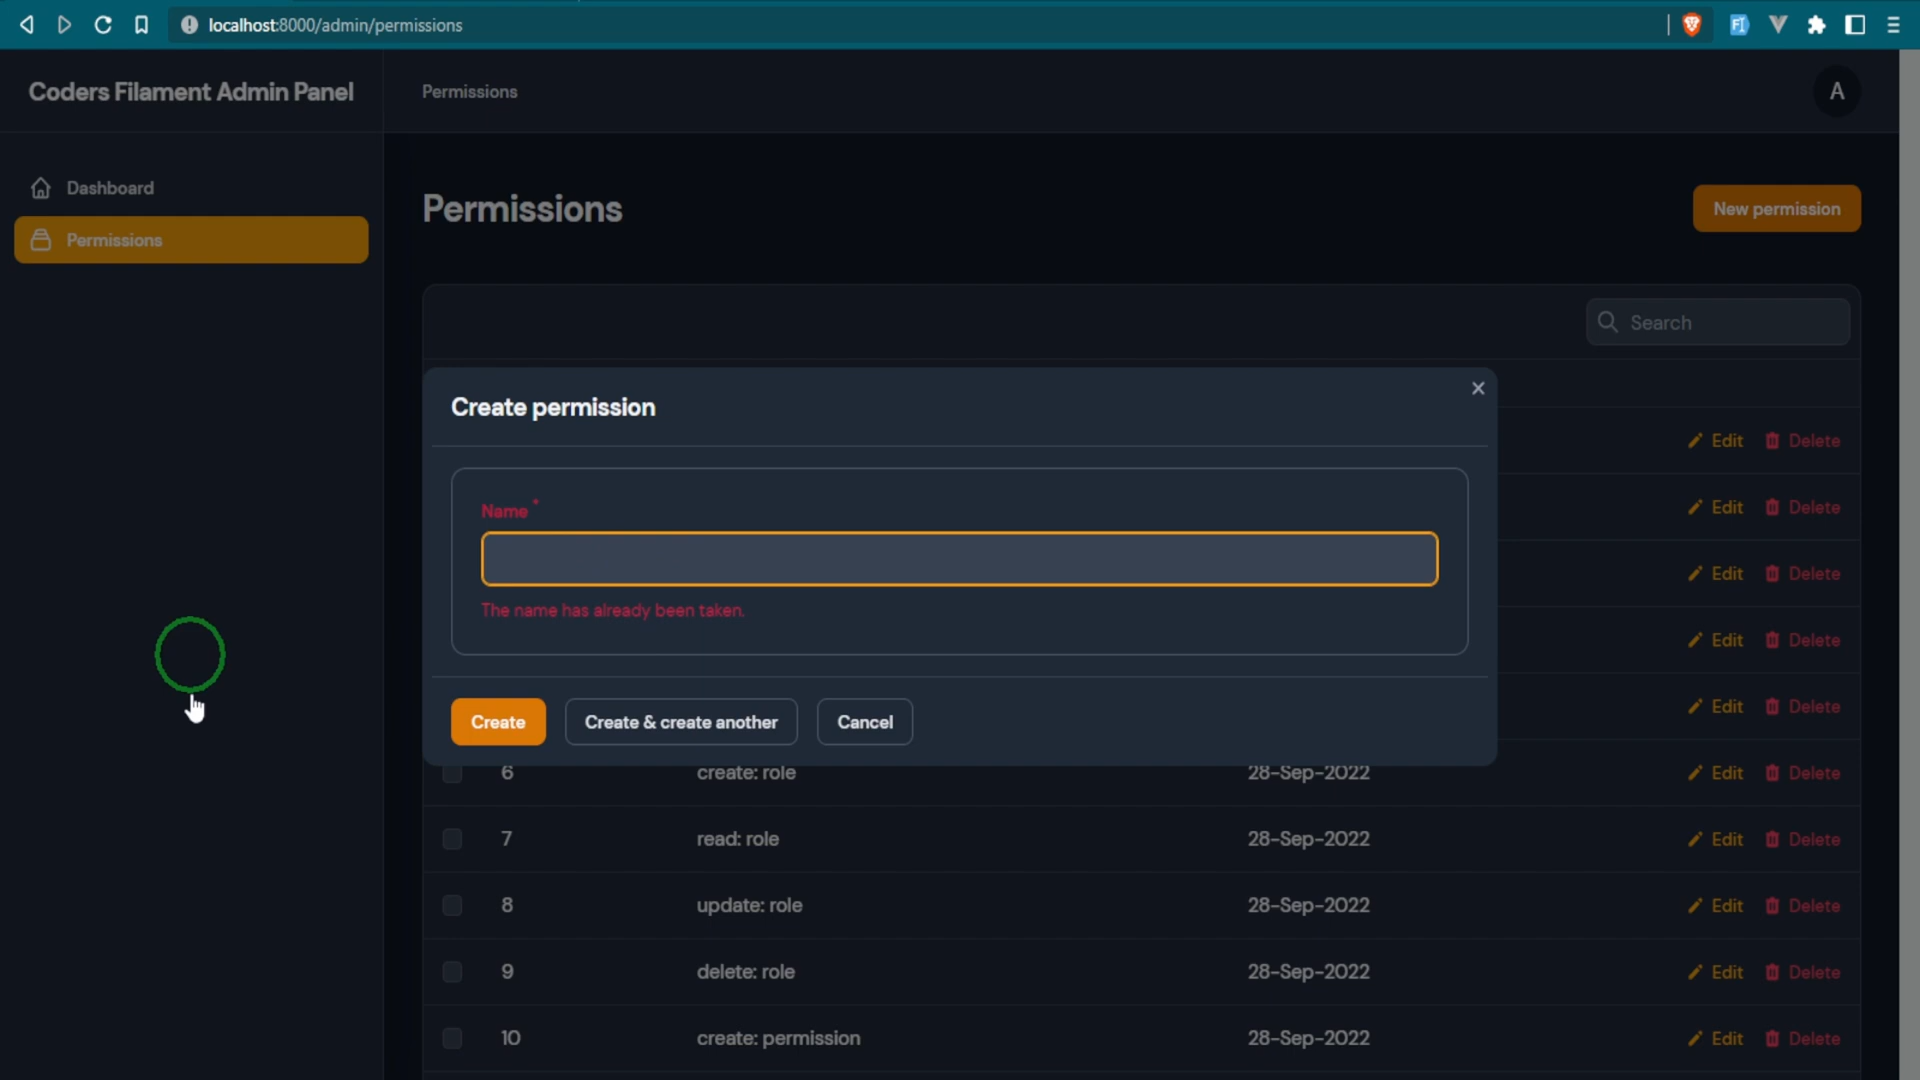 localhost:8000/admin/permissions
Coders Filament Admin Panel
Permissions
A
Dashboard
Permissions
Permissions
New permission
Search
Create permission
Name *
The name has already been taken.
Create
Create & create another
Cancel
Edit Delete
Edit Delete
Edit Delete
Edit Delete
Edit Delete
6 create: role 28-Sep-2022 Edit Delete
7 read: role 28-Sep-2022 Edit Delete
8 update: role 28-Sep-2022 Edit Delete
9 delete: role 28-Sep-2022 Edit Delete
10 create: permission 28-Sep-2022 Edit Delete